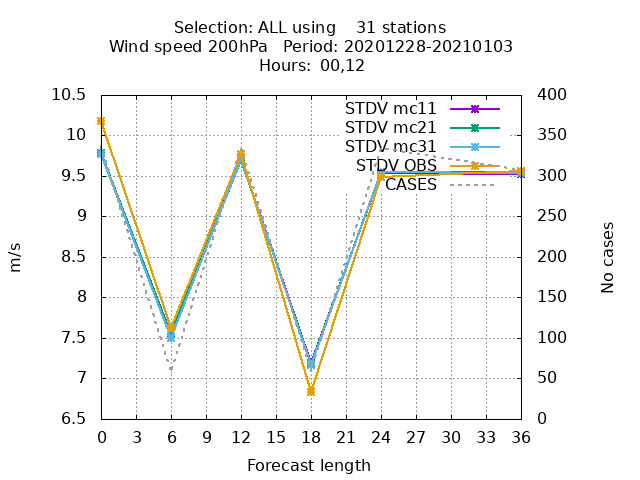 Selection: ALL using    31 stations
Wind speed 200hPa   Period: 20201228-20210103
Hours:  00,12
10.5
10
9.5
9
8.5
8
7.5
7
6.5
400
350
300
250
200
150
100
50
0
STDV mc11
STDV mc21
STDV mc31
STDV OBS
CASES
m/s
No cases
0 3 6 9 12 15 18 21 24 27 30 33 36
Forecast length